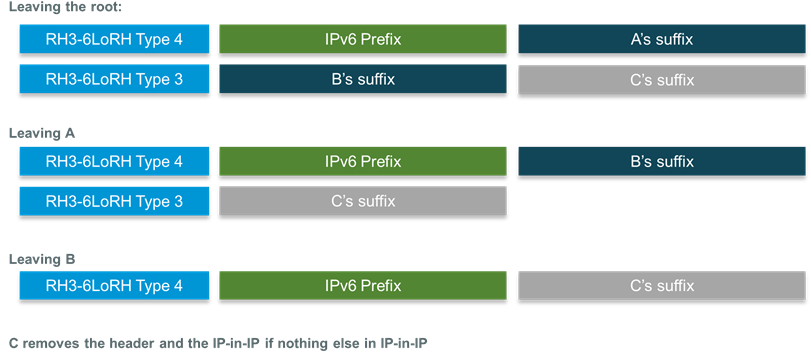 Leaving the root:
RH3-6LoRH Type 4 IPv6 Prefix A's suffix
RH3-6LoRH Type 3 B's suffix C's suffix
Leaving A
RH3-6LoRH Type 4 IPv6 Prefix B's suffix
RH3-6LoRH Type 3 C's suffix
Leaving B
RH3-6LoRH Type 4 IPv6 Prefix C's suffix
C removes the header and the IP-in-IP if nothing else in IP-in-IP